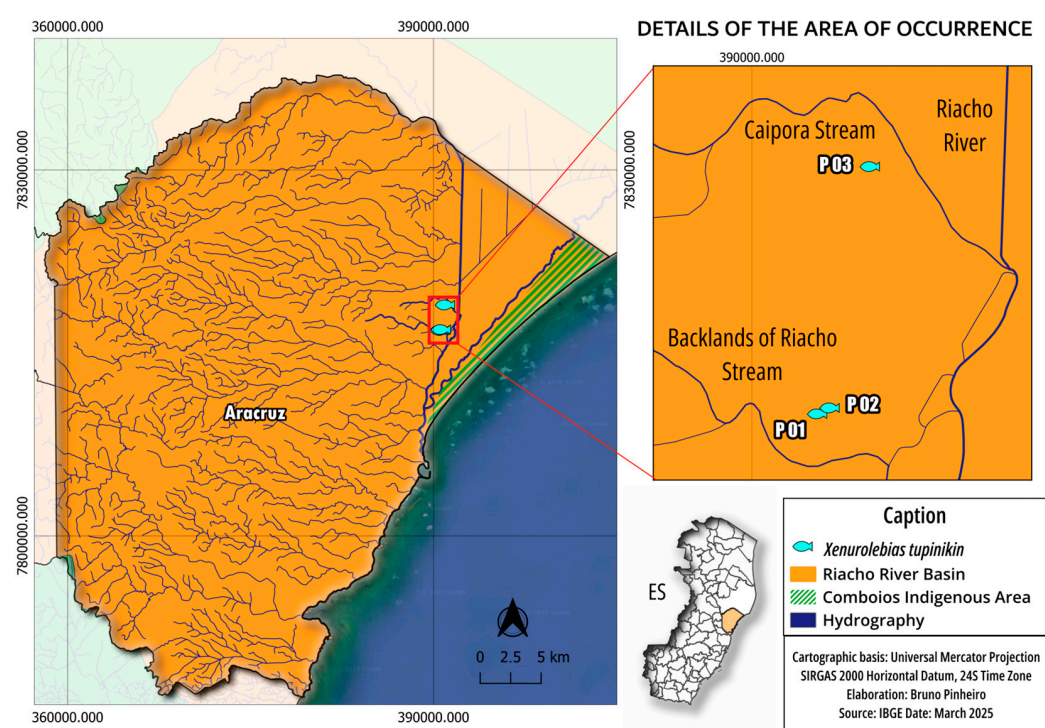 360000.000
390000.000
7830000.000
7800000.000
Aracruz
0 2.5 5 km
360000.000
390000.000
DETAILS OF THE AREA OF OCCURRENCE
390000.000
7830000.000
Caipora Stream
Riacho
River
P03
Backlands of Riacho
Stream
P02
P01
ES
Caption
Xenurolebias tupinikin
Riacho River Basin
Comboios Indigenous Area
Hydrography
Cartographic basis: Universal Mercator Projection
SIRGAS 2000 Horizontal Datum, 24S Time Zone
Elaboration: Bruno Pinheiro
Source: IBGE Date: March 2025